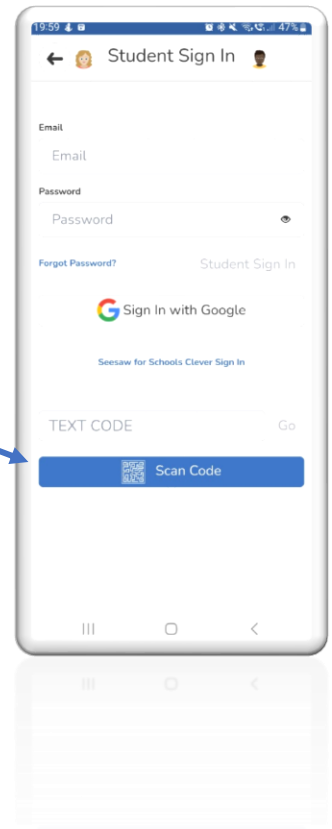 19:59 47%
Student Sign In
Email
Email
Password
Password
Forgot Password? Student Sign In
Sign In with Google
Seesaw for Schools Clever Sign In
TEXT CODE Go
Scan Code